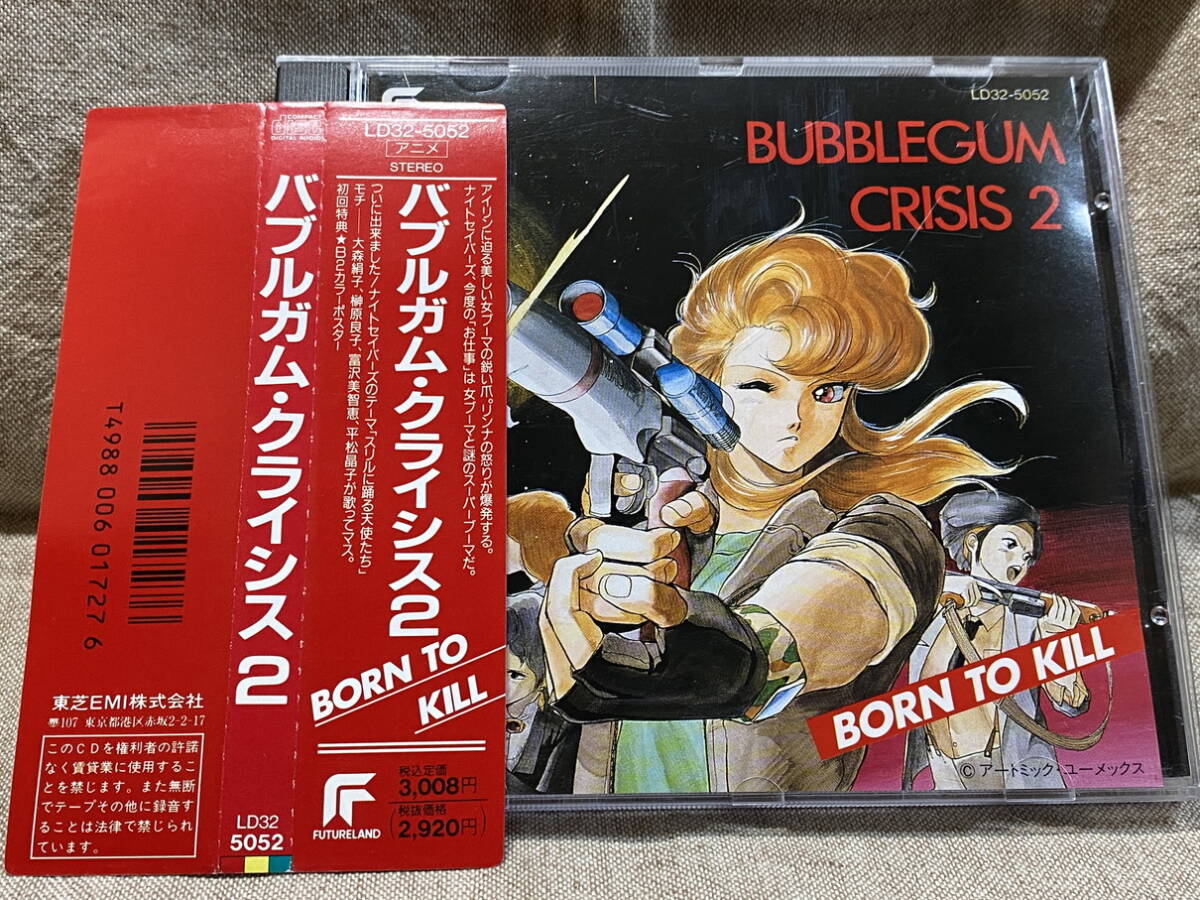 T4988 006 01727 6
東芝EMI株式会社
〠107 東京都港区赤坂2-2-17
このCDを権利者の許諾
なく賃貸業に使用するこ
とを禁じます。また無断
でテープその他に録音す
ることは法律で禁じられ
ています。
COMPACT
disc
DIGITAL AUDIO
バブルガム・クライシス2
LD32
5052
LD32-5052
アニメ
STEREO
バブルガム・クライシス2
BORN TO
KILL
アイリンに迫る美しい女ブーマの鋭い爪。リンナの怒りが爆発する。
ナイトセイバーズ、今度の「お仕事」は女ブーマと謎のスーパーブーマだ。
ついに出来ました!ナイトセイバーズのテーマ「スリルに踊る天使たち」
モチ――大森絹子、榊原良子、富沢美智恵、平松晶子が歌ってマス。
初回特典★B2カラーポスター
FUTURELAND
税込定価
3,008円
税抜価格
(2,920円)
LD32-5052
BUBBLEGUM
CRISIS 2
BORN TO KILL
© アートミック・ユーメックス